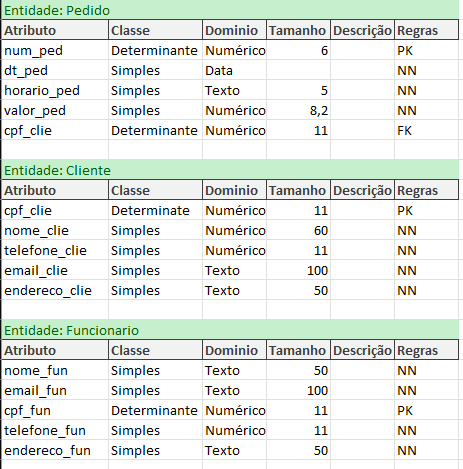 Entidade: Pedido
Atributo Classe Dominio Tamanho Descrição Regras
num_ped Determinante Numérico 6 PK
dt_ped Simples Data NN
horario_ped Simples Texto 5 NN
valor_ped Simples Numérico 8,2 NN
cpf_clie Determinante Numérico 11 FK
Entidade: Cliente
Atributo Classe Dominio Tamanho Descrição Regras
cpf_clie Determinate Numérico 11 PK
nome_clie Simples Numérico 60 NN
telefone_clie Simples Numérico 11 NN
email_clie Simples Texto 100 NN
endereco_clie Simples Texto 50 NN
Entidade: Funcionario
Atributo Classe Dominio Tamanho Descrição Regras
nome_fun Simples Texto 50 NN
email_fun Simples Texto 100 NN
cpf_fun Determinante Numérico 11 PK
telefone_fun Simples Numérico 11 NN
endereco_fun Simples Texto 50 NN